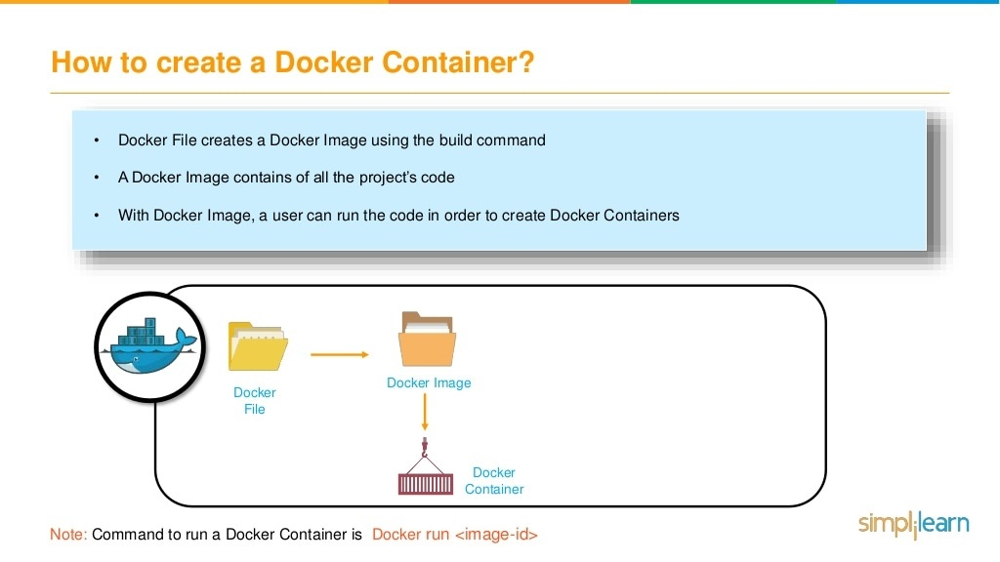 How to create a Docker Container?
• Docker File creates a Docker Image using the build command
• A Docker Image contains of all the project's code
• With Docker Image, a user can run the code in order to create Docker Containers
Docker
File
Docker Image
Docker
Container
Note: Command to run a Docker Container is Docker run <image-id>
simplilearn